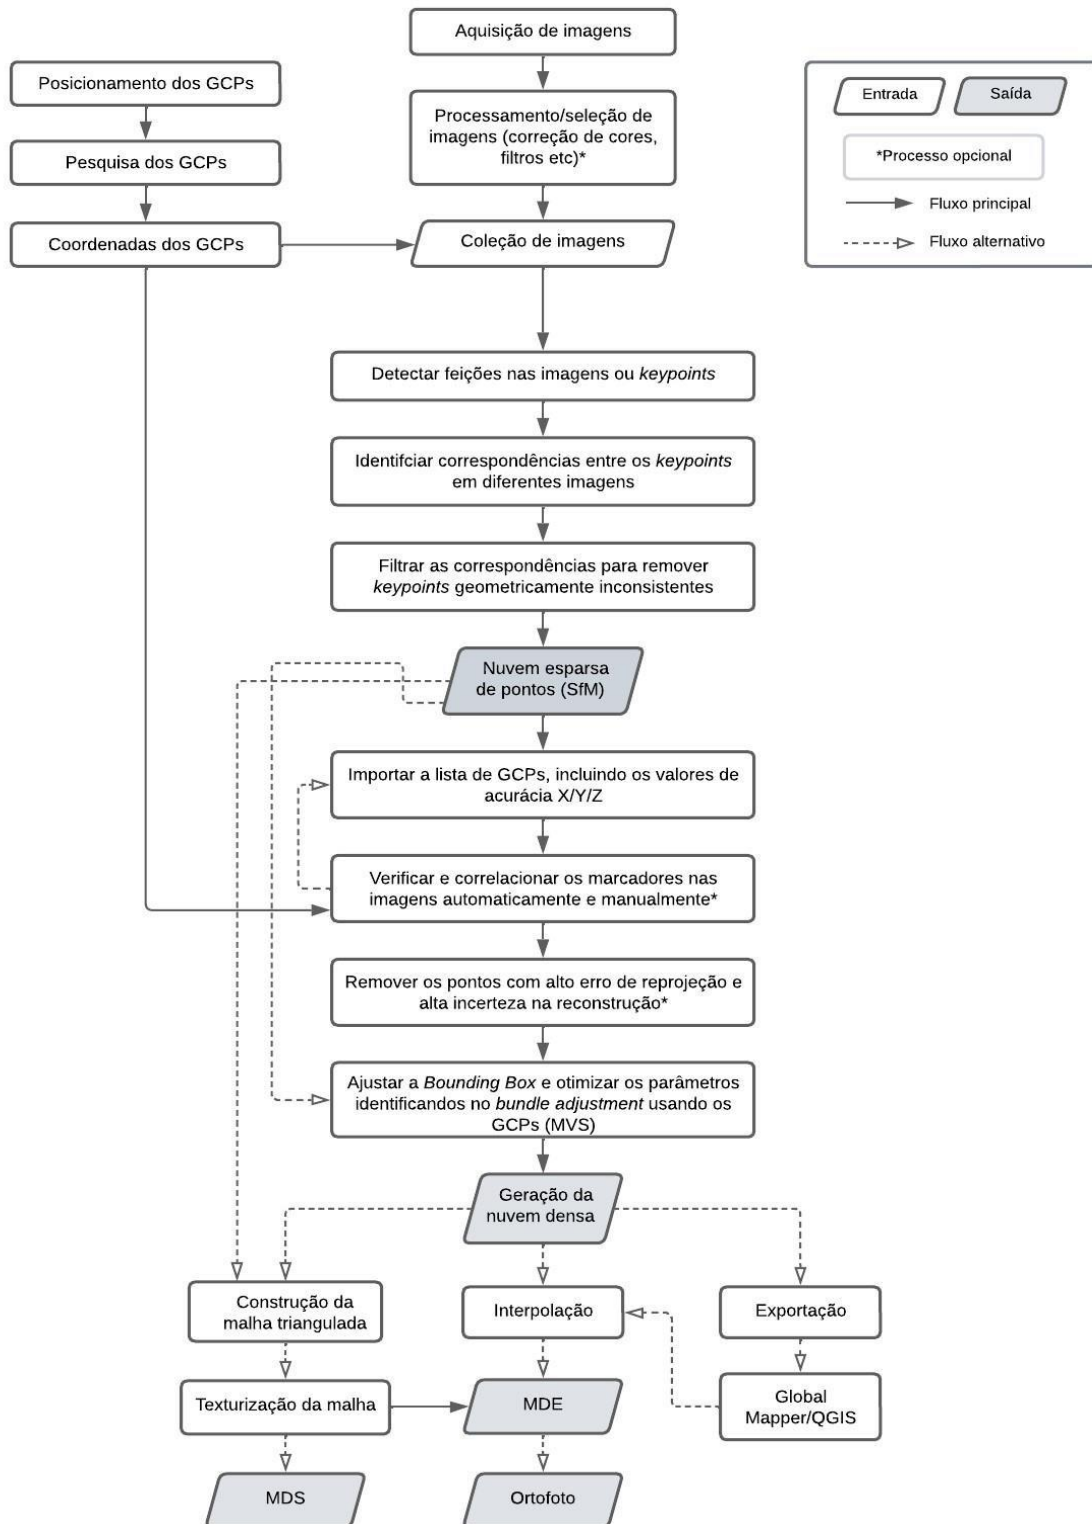 Aquisição de imagens
Posicionamento dos GCPs
Pesquisa dos GCPs
Coordenadas dos GCPs
Processamento/seleção de
imagens (correção de cores,
filtros etc)*
Coleção de imagens
Entrada
Saída
*Processo opcional
Fluxo principal
Fluxo alternativo
Detectar feições nas imagens ou keypoints
Identifciar correspondências entre os keypoints
em diferentes imagens
Filtrar as correspondências para remover
keypoints geometricamente inconsistentes
Nuvem esparsa
de pontos (SfM)
Importar a lista de GCPs, incluindo os valores de
acurácia X/Y/Z
Verificar e correlacionar os marcadores nas
imagens automaticamente e manualmente*
Remover os pontos com alto erro de reprojeção e
alta incerteza na reconstrução*
Ajustar a Bounding Box e otimizar os parâmetros
identificandos no bundle adjustment usando os
GCPs (MVS)
Geração da
nuvem densa
Construção da
malha triangulada
Interpolação
Exportação
Texturização da malha
MDE
Global
Mapper/QGIS
MDS
Ortofoto